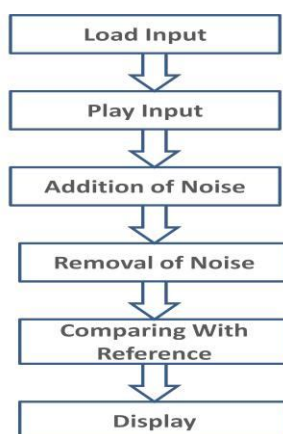 Load Input
Play Input
Addition of Noise
Removal of Noise
Comparing With
Reference
Display